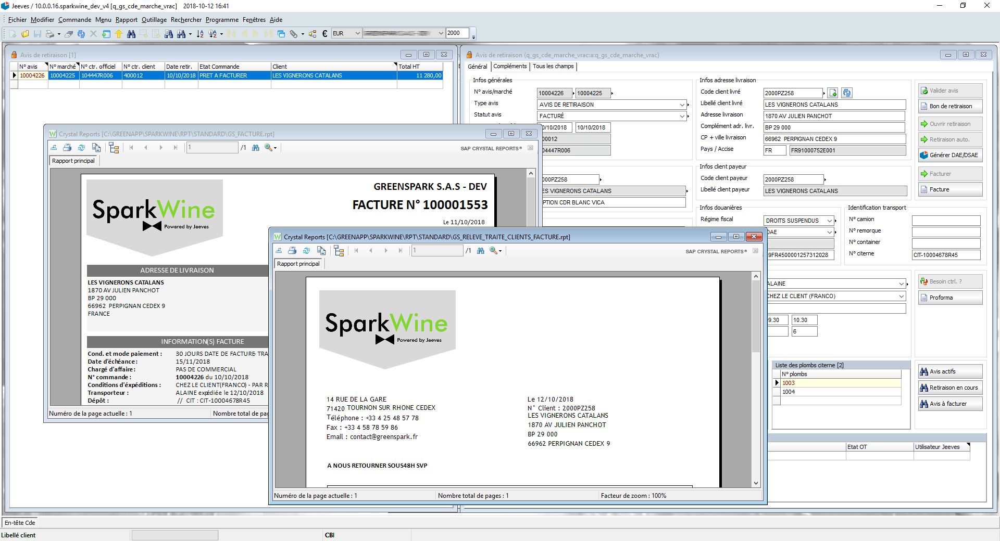 Jeeves / 10.0.0.16.sparkwine_dev_v4 [q_gs_cde_marche_vrac] 2018-10-12 16:41
Fichier Modifier Commande Menu Rapport Outillage Rechercher Programme Fenêtres Aide
€ EUR 2000
Avis de retiraison [1]
N° avis N° marché N° ctr. officiel N° ctr. client Date retir. Etat Commande Client Total HT
10004226 10004225 104447R006 400012 10/10/2018 PRET A FACTURER LES VIGNERONS CATALANS 11 280,00
Avis de retiraison (q_gs_cde_marche_vrac:a:q_gs_cde_marche_vrac)
Général Compléments Tous les champs
Infos générales
N° avis/marché 10004226 10004225
Type avis AVIS DE RETIRAISON
Statut avis FACTURÉ
0/10/2018 10/10/2018
00012
04447R006
000PZ258
ES VIGNERONS CATALANS
PTION CDR BLANC VICA
Infos adresse livraison
Code client livré 2000PZ258
Libellé client livré LES VIGNERONS CATALANS
Adresse livraison 1870 AV JULIEN PANCHOT
Complément adr. livr. BP 29 000
CP + ville livraison 66962 PERPIGNAN CEDEX 9
Pays / Accise FR FR91000752E001
Infos client payeur
Code client payeur 2000PZ258
Libellé client payeur LES VIGNERONS CATALANS
Infos douanières
Régime fiscal DROITS SUSPENDUS
DAE
9FR4500001257312028
Identification transport
N° camion
N° remorque
N° container
N° citerne CIT-10004678R45
ALAINE
CHEZ LE CLIENT (FRANCO)
09.30 10.30
6
Valider avis
Bon de retiraison
Ouvrir retiraison
Retiraison auto.
Générer DAE/DSAE
Facturer
Facture
Besoin ctrl. ?
Proforma
Avis actifs
Retiraison en cours
Avis à facturer
Liste des plombs citerne [2]
N° plombs
1003
1004
Etat OT Utilisateur Jeeves
Crystal Reports [C:\GREENAPP\SPARKWINE\RPT\STANDARD\GS_FACTURE.rpt]
1 /1 SAP CRYSTAL REPORTS®
Rapport principal
SparkWine
Powered by Jeeves
GREENSPARK S.A.S - DEV
FACTURE N° 100001553
Le 11/10/2018
ADRESSE DE LIVRAISON
LES VIGNERONS CATALANS
1870 AV JULIEN PANCHOT
BP 29 000
66962 PERPIGNAN CEDEX 9
FRANCE
INFORMATION(S) FACTURE
Cond. et mode paiement : 30 JOURS DATE DE FACTURE- TRA
Date d'échéance : 15/11/2018
Chargé d'affaire : PAS DE COMMERCIAL
N° commande : 10004226 du 10/10/2018
Conditions d'éxpéditions : CHEZ LE CLIENT(FRANCO) - PAR R
Transporteur : ALAINE expédiée le 12/10/2018
Dépôt : // CIT : CIT-10004678R45
Numéro de la page actuelle : 1 Nombre total de pag
Crystal Reports [C:\GREENAPP\SPARKWINE\RPT\STANDARD\GS_RELEVE_TRAITE_CLIENTS_FACTURE.rpt]
1 /1 SAP CRYSTAL REPORTS®
Rapport principal
SparkWine
Powered by Jeeves
14 RUE DE LA GARE
71420 TOURNON SUR RHONE CEDEX
Téléphone : +33 4 25 48 57 78
Fax : +33 4 58 78 59 86
Email : contact@greenspark.fr
Le 12/10/2018
N° Client : 2000PZ258
LES VIGNERONS CATALANS
1870 AV JULIEN PANCHOT
BP 29 000
66962 PERPIGNAN CEDEX 9
A NOUS RETOURNER SOUS48H SVP
Numéro de la page actuelle : 1 Nombre total de pages : 1 Facteur de zoom : 100%
En-tête Cde
Libellé client CBI